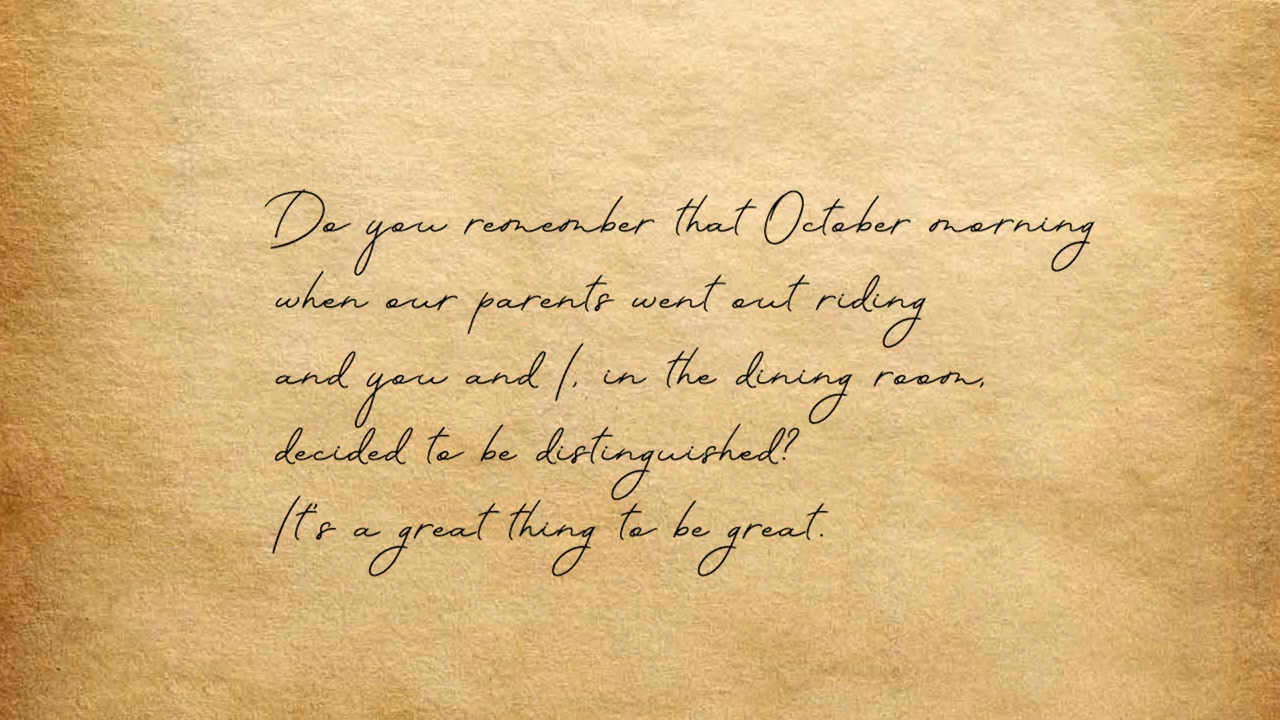 Do you remember that October morning
when our parents went out riding
and you and I, in the dining room,
decided to be distinguished?
It's a great thing to be great.